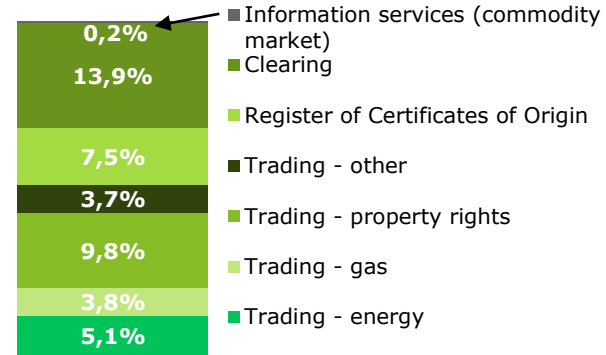 Information services (commodity
market)
0,2%
Clearing
13,9%
Register of Certificates of Origin
7,5%
Trading - other
3,7%
Trading - property rights
9,8%
Trading - gas
3,8%
Trading - energy
5,1%